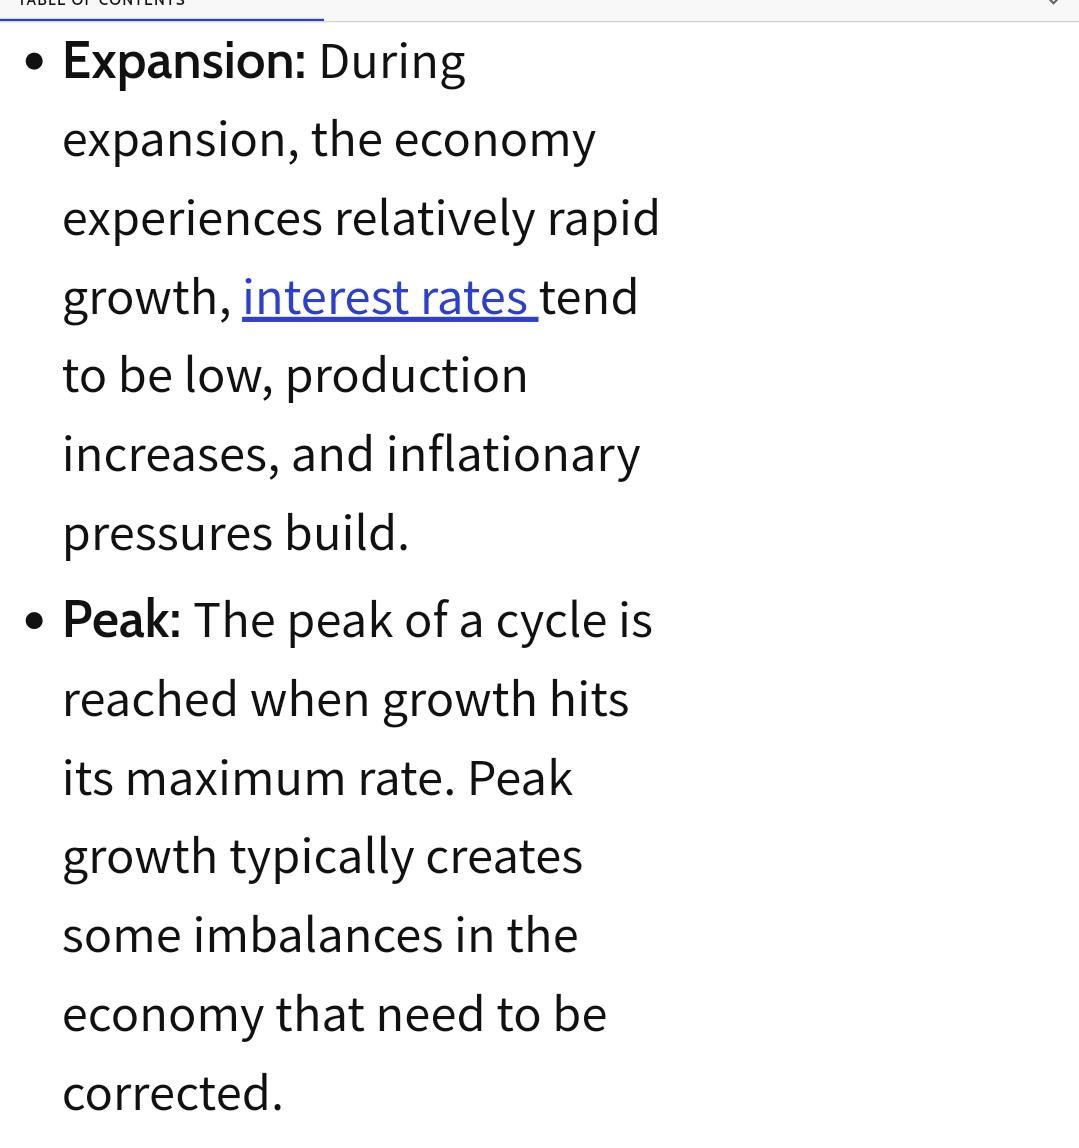 TABLE OF CONTENTS
• Expansion: During
expansion, the economy
experiences relatively rapid
growth, interest rates tend
to be low, production
increases, and inflationary
pressures build.
• Peak: The peak of a cycle is
reached when growth hits
its maximum rate. Peak
growth typically creates
some imbalances in the
economy that need to be
corrected.